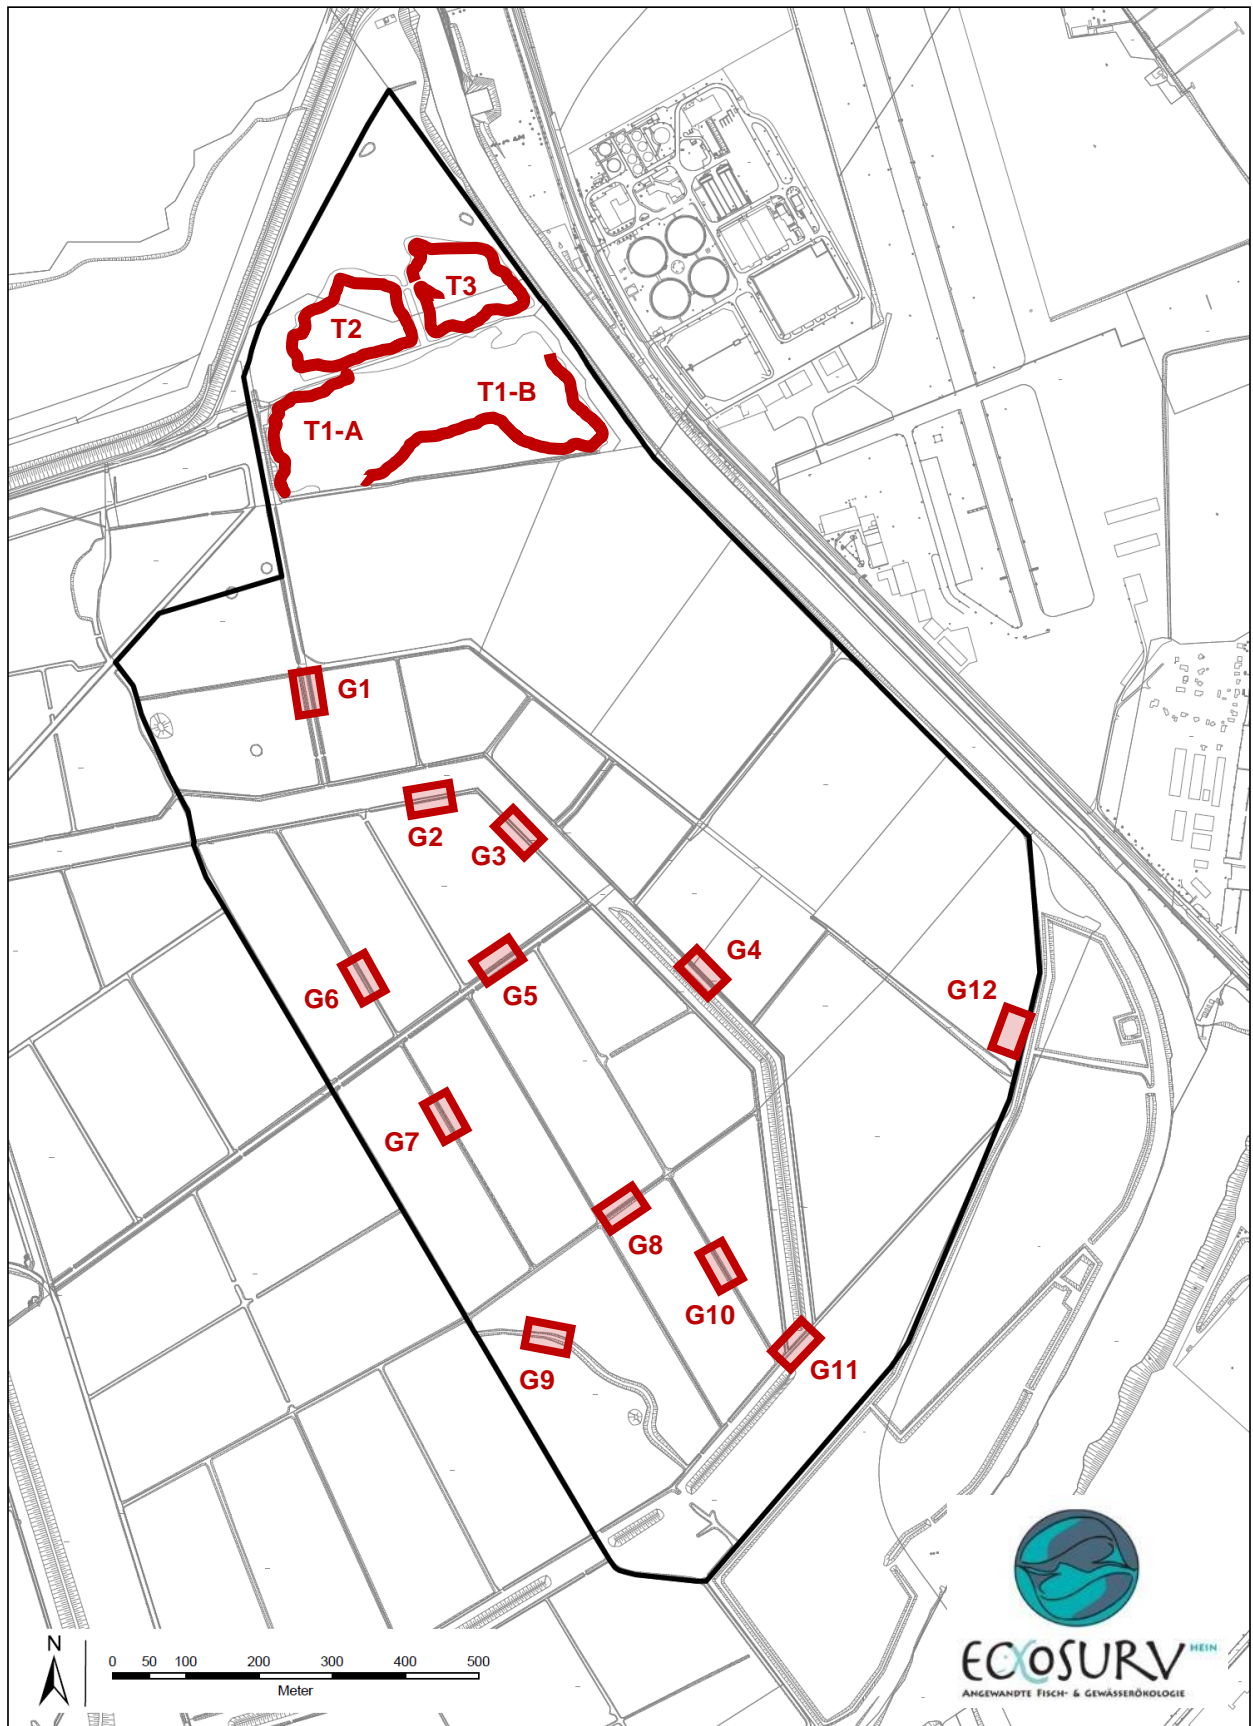 T3
T2
T1-B
T1-A
G1
G2
G3
G4
G5
G6
G12
G7
G8
G10
G9
G11
N
0 50 100 200 300 400 500
Meter
ECOSURV HEIN
ANGEWANDTE FISCH- & GEWÄSSERÖKOLOGIE